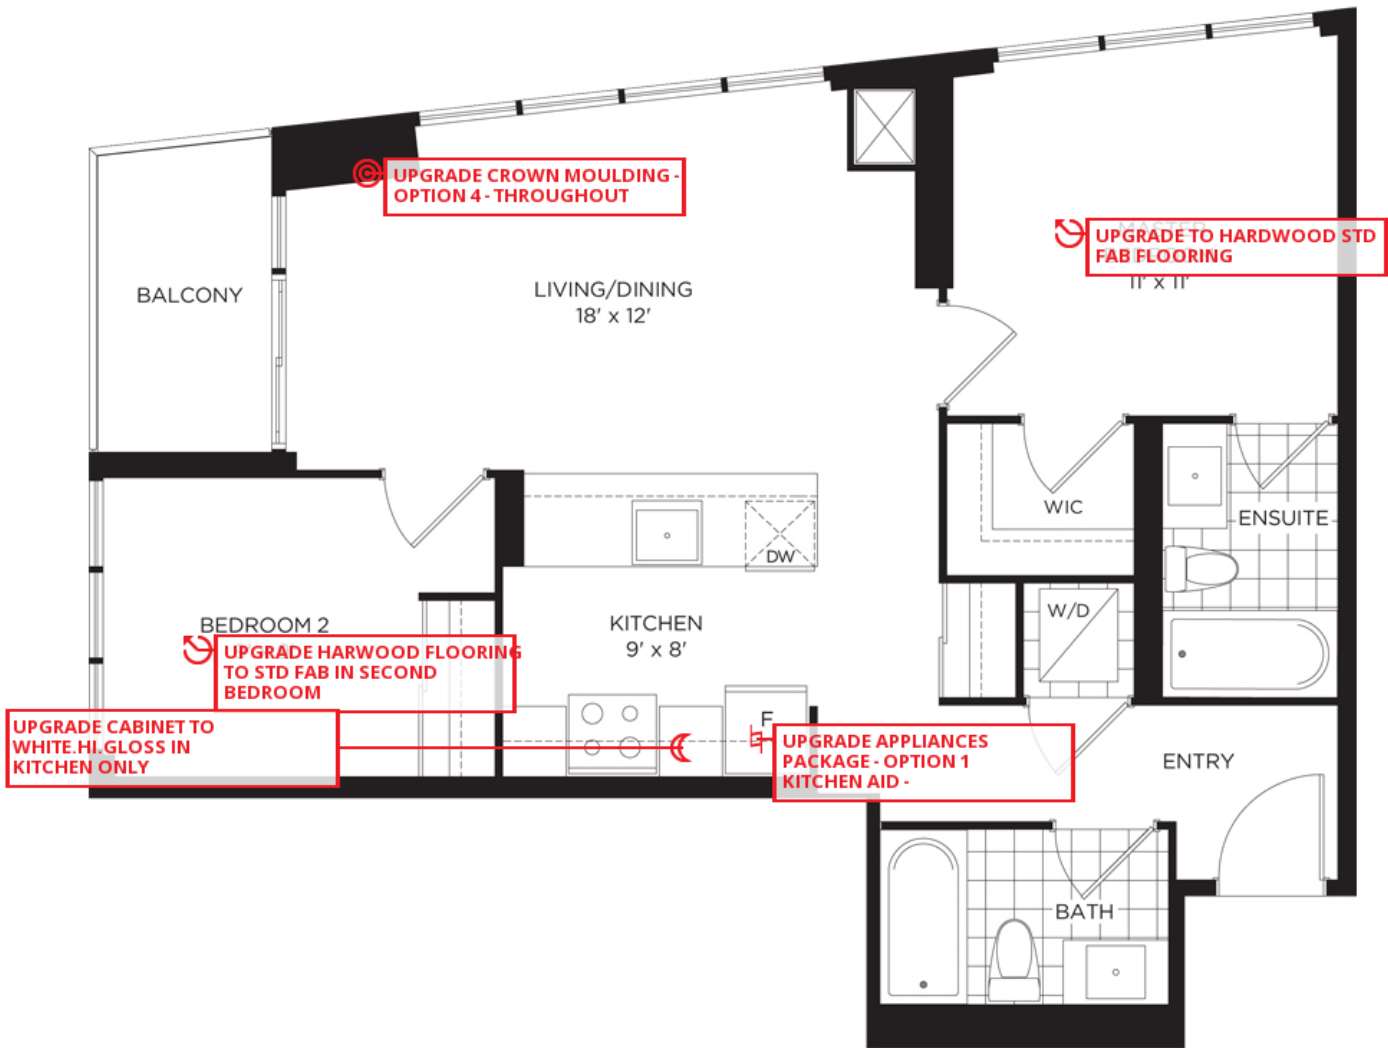 UPGRADE CROWN MOULDING -
OPTION 4 - THROUGHOUT
MASTER
UPGRADE TO HARDWOOD STD
FAB FLOORING
11' x 11'
BALCONY
LIVING/DINING
18' x 12'
WIC
ENSUITE
DW
BEDROOM 2
KITCHEN
9' x 8'
W/D
UPGRADE HARWOOD FLOORING
TO STD FAB IN SECOND
BEDROOM
UPGRADE CABINET TO
WHITE.HI.GLOSS IN
KITCHEN ONLY
F
UPGRADE APPLIANCES
PACKAGE - OPTION 1
KITCHEN AID -
ENTRY
BATH